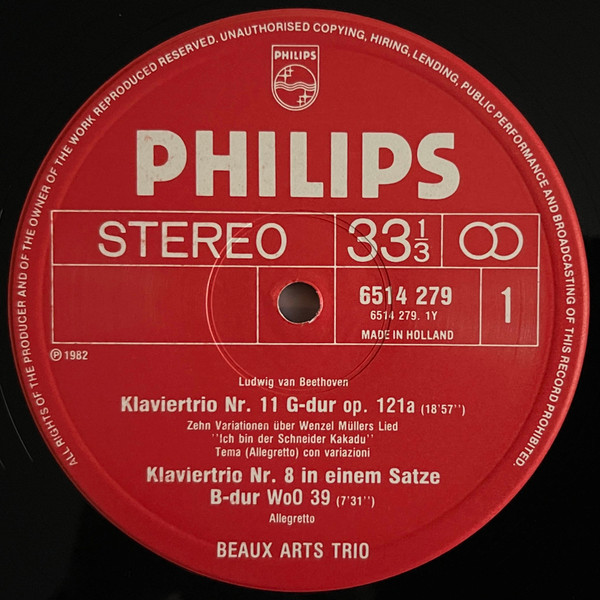 ALL RIGHTS OF THE PRODUCER AND OF THE OWNER OF THE WORK REPRODUCED RESERVED. UNAUTHORISED COPYING, HIRING, LENDING, PUBLIC PERFORMANCE AND BROADCASTING OF THIS RECORD PROHIBITED.
PHILIPS
PHILIPS
STEREO
33 1/3
6514 279
6514 279. 1Y
1
MADE IN HOLLAND
℗ 1982
Ludwig van Beethoven
Klaviertrio Nr. 11 G-dur op. 121a (18'57'')
Zehn Variationen über Wenzel Müllers Lied
''Ich bin der Schneider Kakadu''
Tema (Allegretto) con variazioni
Klaviertrio Nr. 8 in einem Satze
B-dur WoO 39 (7'31'')
Allegretto
BEAUX ARTS TRIO